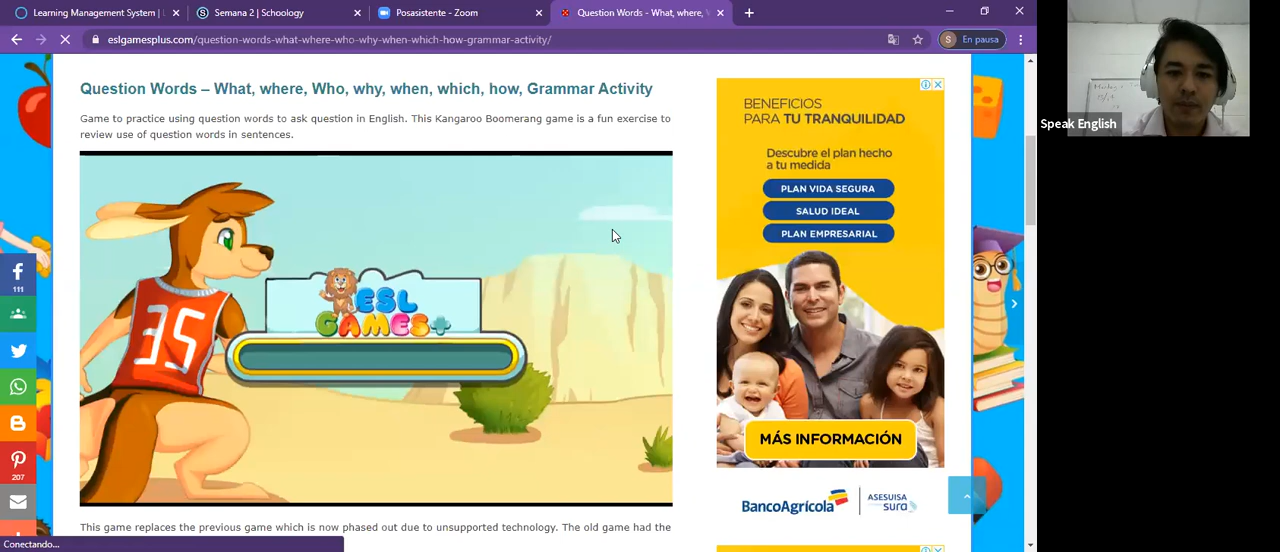 Learning Management System | L
Semana 2 | Schoology
Posasistente - Zoom
Question Words - What, where, W
eslgamesplus.com/question-words-what-where-who-why-when-which-how-grammar-activity/
S
En pausa
Question Words – What, where, Who, why, when, which, how, Grammar Activity
Game to practice using question words to ask question in English. This Kangaroo Boomerang game is a fun exercise to
review use of question words in sentences.
35
ESL
GAMES+
111
207
This game replaces the previous game which is now phased out due to unsupported technology. The old game had the
Conectando...
BENEFICIOS
PARA TU TRANQUILIDAD
Descubre el plan hecho
a tu medida
PLAN VIDA SEGURA
SALUD IDEAL
PLAN EMPRESARIAL
MÁS INFORMACIÓN
BancoAgrícola
ASESUISA
sura
Speak English